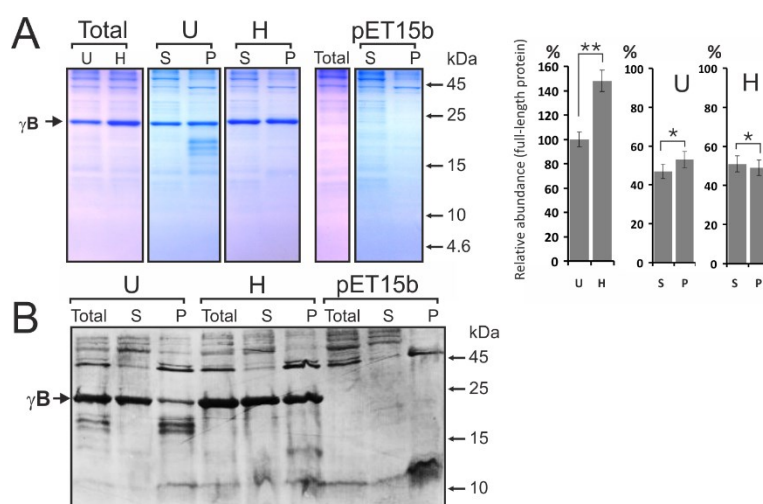 A
Total U H pET15b
U H S P S P Total S P kDa
γB
45
25
15
10
4.6
Relative abundance (full-length protein)
% % %
** U H
* *
160
140
120
100
80
60
40
20
0
U H
100
80
60
40
20
0
S P
100
80
60
40
20
0
S P
B
U H pET15b
Total S P Total S P Total S P kDa
γB
45
25
15
10